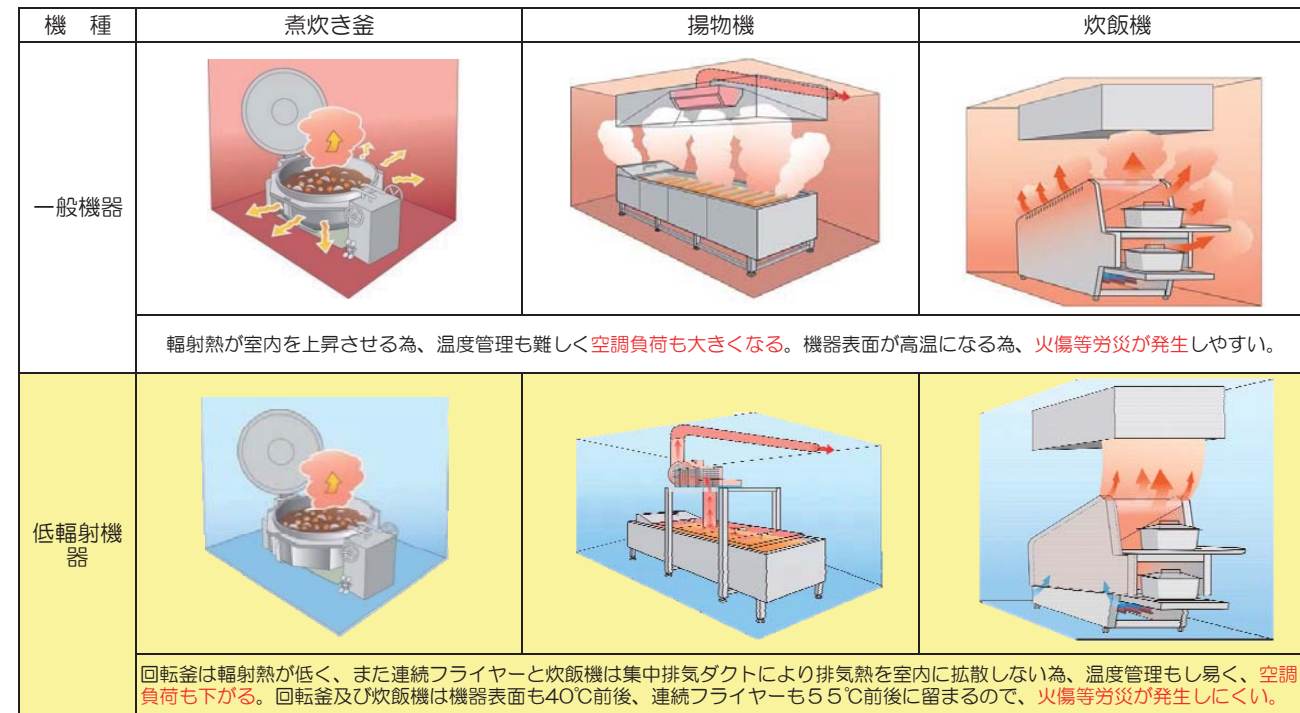 機　種
煮炊き釜
揚物機
炊飯機
一般機器
輻射熱が室内を上昇させる為、温度管理も難しく空調負荷も大きくなる。機器表面が高温になる為、火傷等労災が発生しやすい。
低輻射機
器
回転釜は輻射熱が低く、また連続フライヤーと炊飯機は集中排気ダクトにより排気熱を室内に拡散しない為、温度管理もし易く、空調
負荷も下がる。回転釜及び炊飯機は機器表面も40℃前後、連続フライヤーも５５℃前後に留まるので、火傷等労災が発生しにくい。